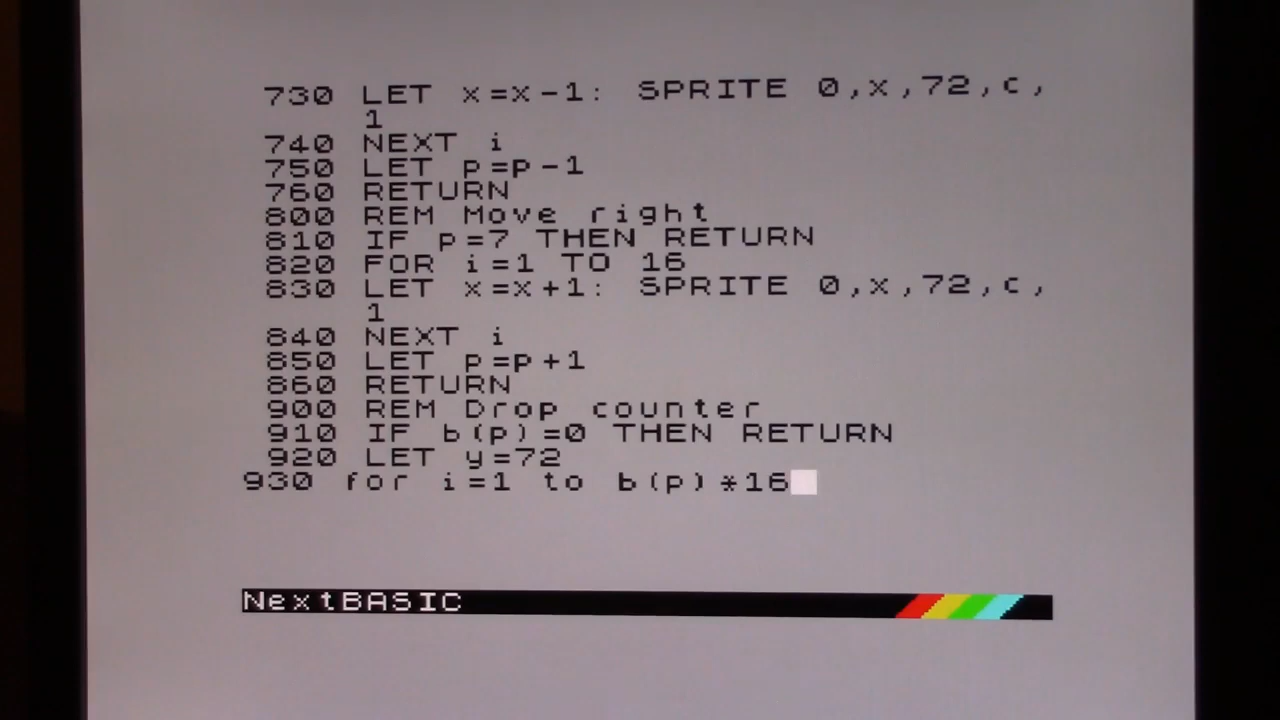 730 LET x=x-1: SPRITE 0,x,72,c,
1
740 NEXT i
750 LET p=p-1
760 RETURN
800 REM Move right
810 IF p=7 THEN RETURN
820 FOR i=1 TO 16
830 LET x=x+1: SPRITE 0,x,72,c,
1
840 NEXT i
850 LET p=p+1
860 RETURN
900 REM Drop counter
910 IF b(p)=0 THEN RETURN
920 LET y=72
930 for i=1 to b(p)*16
NextBASIC